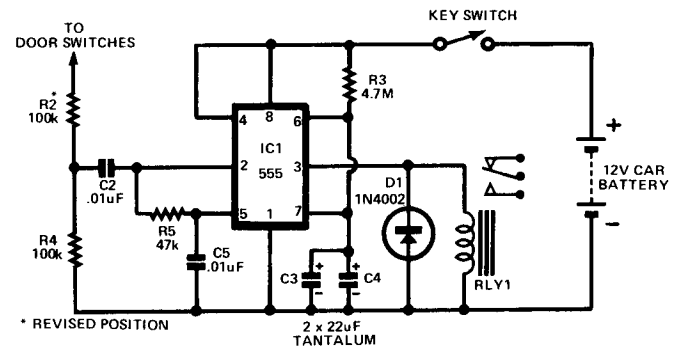 KEY SWITCH
TO
DOOR SWITCHES
R2 *
100k
R3
4.7M
4
8
6
IC1
555
2
3
5
1
7
C2
.01uF
R5
47k
C5
.01uF
R4
100k
D1
1N4002
+
12V CAR
BATTERY
−
RLY1
C3
+
−
+
−
C4
2 x 22uF
TANTALUM
* REVISED POSITION